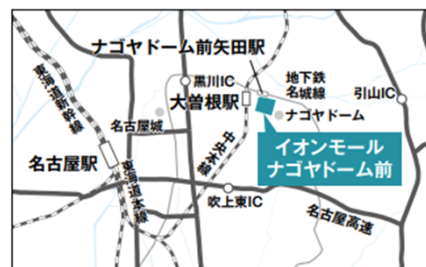 ナゴヤドーム前矢田駅
東海道新幹線
黒川IC
地下鉄
名城線
大曽根駅
引山IC
名古屋城
ナゴヤドーム
中央本線
イオンモール
ナゴヤドーム前
名古屋駅
東海道本線
吹上東IC
名古屋高速